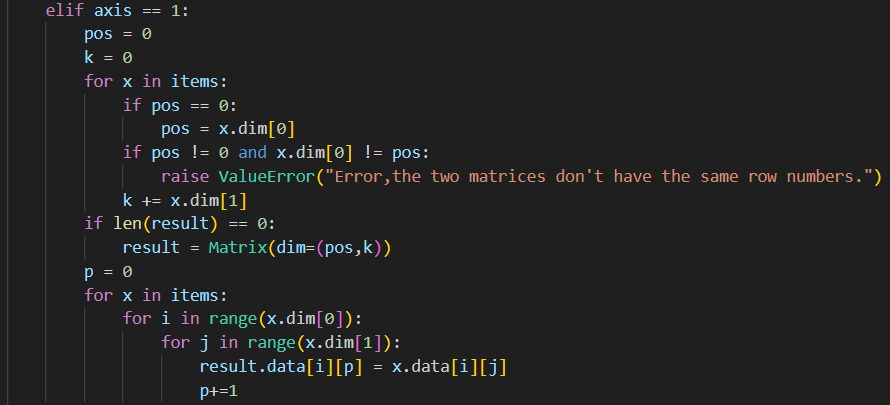 elif axis == 1:
    pos = 0
    k = 0
    for x in items:
        if pos == 0:
            pos = x.dim[0]
        if pos != 0 and x.dim[0] != pos:
            raise ValueError("Error,the two matrices don't have the same row numbers.")
        k += x.dim[1]
    if len(result) == 0:
        result = Matrix(dim=(pos,k))
    p = 0
    for x in items:
        for i in range(x.dim[0]):
            for j in range(x.dim[1]):
                result.data[i][p] = x.data[i][j]
                p+=1